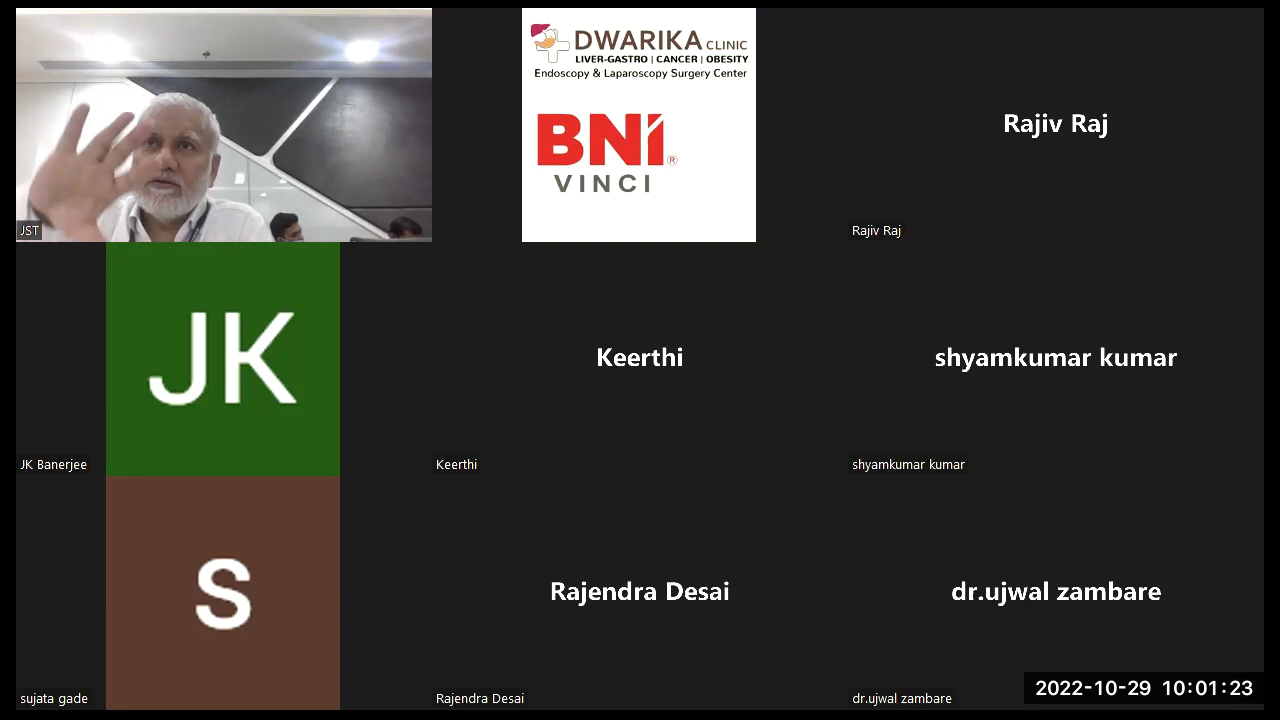 JST
DWARIKA CLINIC
LIVER-GASTRO | CANCER | OBESITY
Endoscopy & Laparoscopy Surgery Center
BNI®
VINCI
Rajiv Raj
Rajiv Raj
JK
JK Banerjee
Keerthi
Keerthi
shyamkumar kumar
shyamkumar kumar
S
sujata gade
Rajendra Desai
Rajendra Desai
dr.ujwal zambare
dr.ujwal zambare
2022-10-29 10:01:23